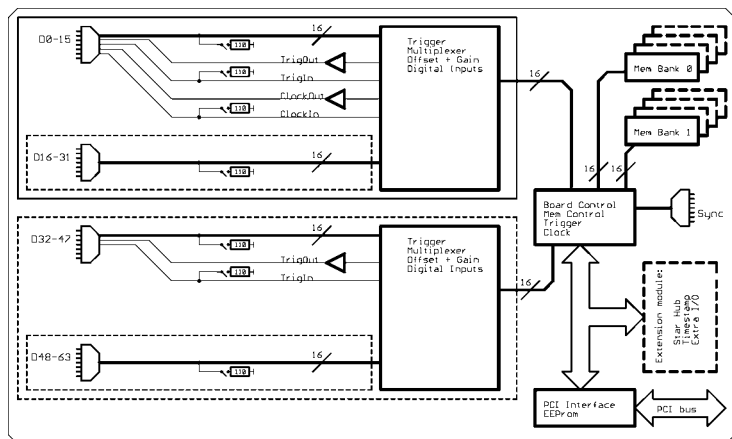 D0-15
110
16
TrigOut
110
TrigIn
ClockOut
110
ClockIn
Trigger
Multiplexer
Offset + Gain
Digital Inputs
D16-31
110
16
16
Mem Bank 0
Mem Bank 1
16
16
Board Control
Mem Control
Trigger
Clock
Sync
D32-47
110
16
TrigOut
110
TrigIn
Trigger
Multiplexer
Offset + Gain
Digital Inputs
16
D48-63
110
16
Extension module:
Star Hub
Timestamp
Extra I/O
PCI Interface
EEProm
PCI bus